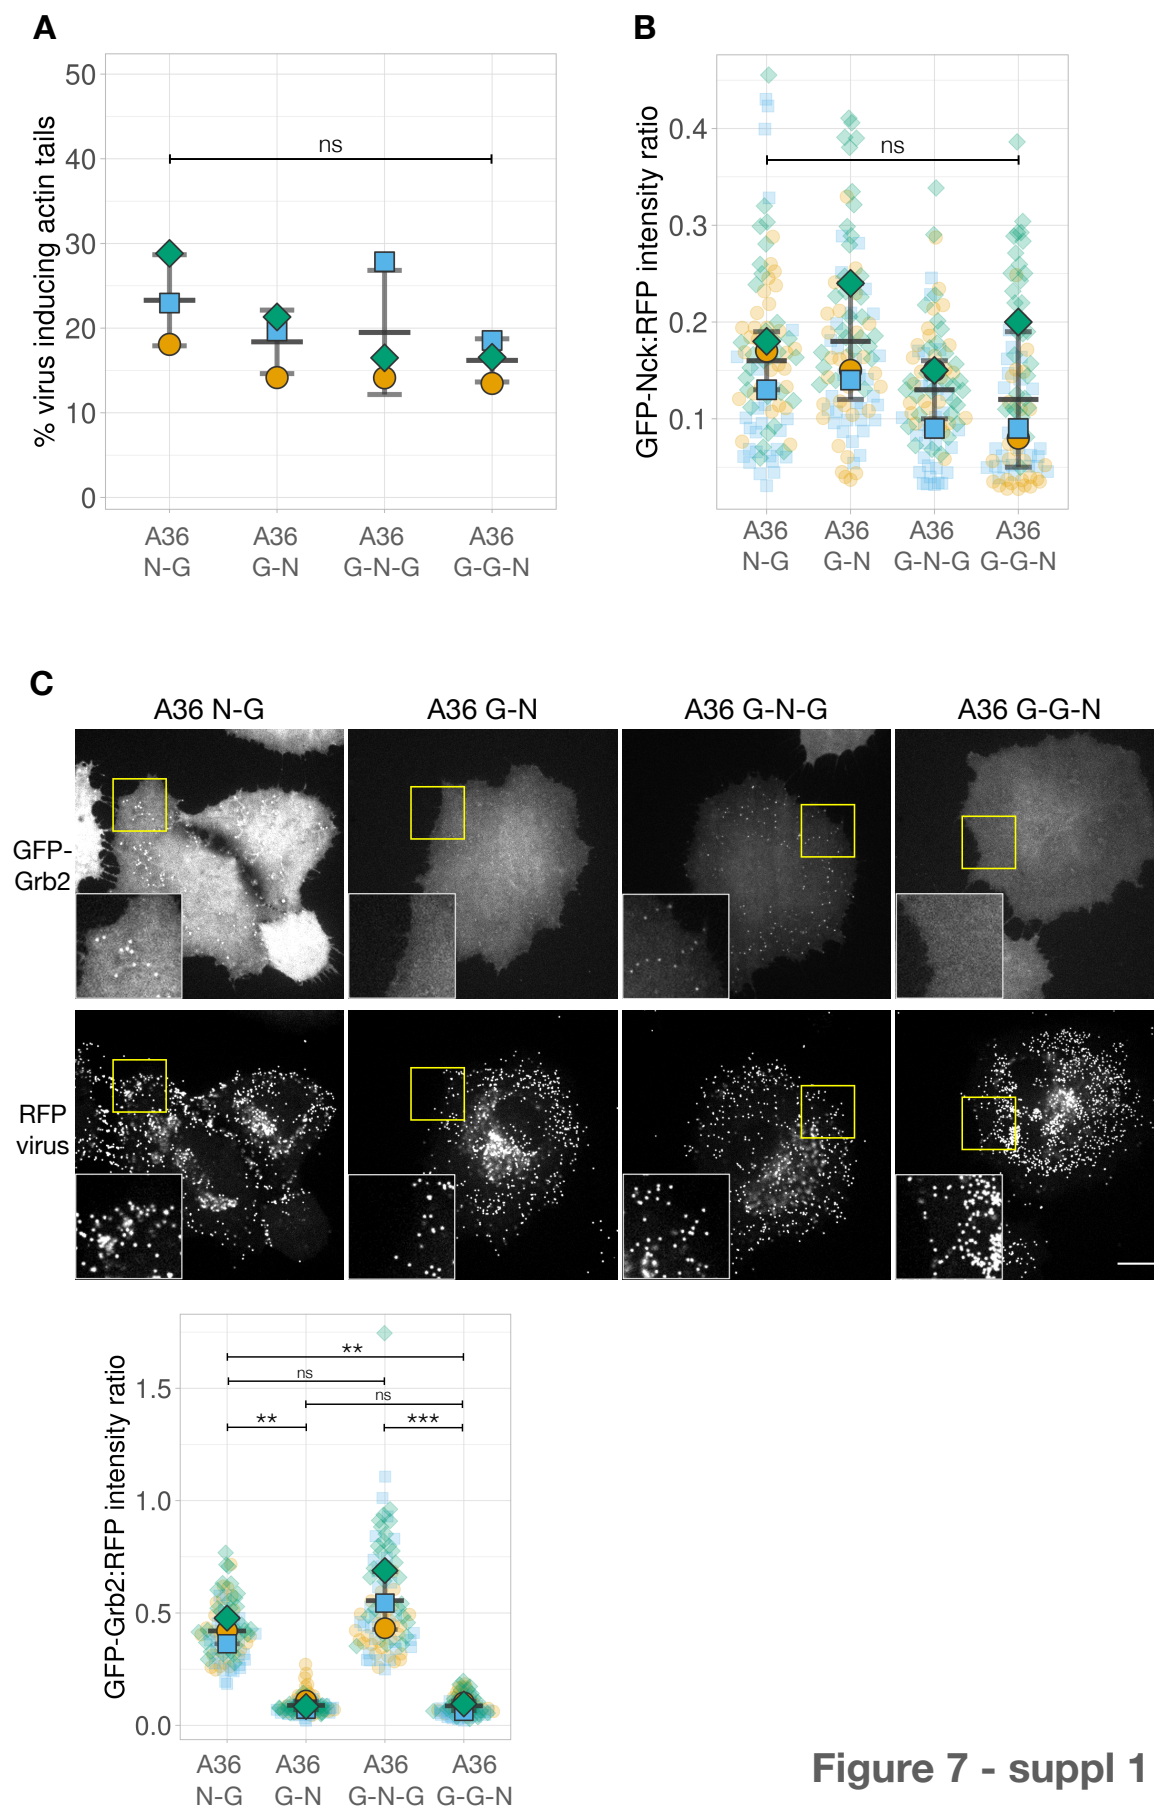 A
% virus inducing actin tails
50
40
30
20
10
0
ns
A36 A36 A36 A36
N-G G-N G-N-G G-G-N
B
GFP-Nck:RFP intensity ratio
0.4
0.3
0.2
0.1
ns
A36 A36 A36 A36
N-G G-N G-N-G G-G-N
C
A36 N-G A36 G-N A36 G-N-G A36 G-G-N
GFP-
Grb2
RFP
virus
GFP-Grb2:RFP intensity ratio
1.5
1.0
0.5
0.0
**
ns
ns
** ***
A36 A36 A36 A36
N-G G-N G-N-G G-G-N
Figure 7 - suppl 1